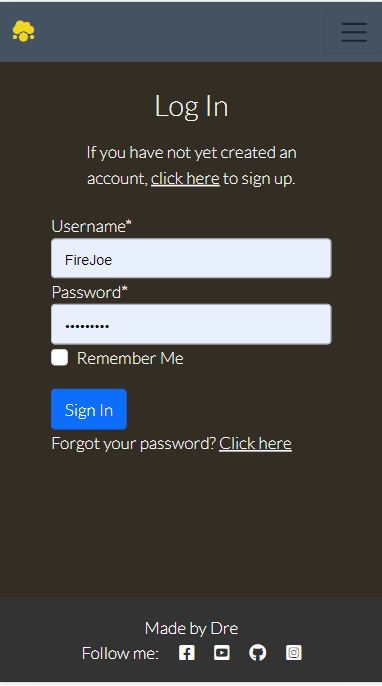 Log In
If you have not yet created an
account, click here to sign up.
Username*
FireJoe
Password*
•••••••••
Remember Me
Sign In
Forgot your password? Click here
Made by Dre
Follow me: